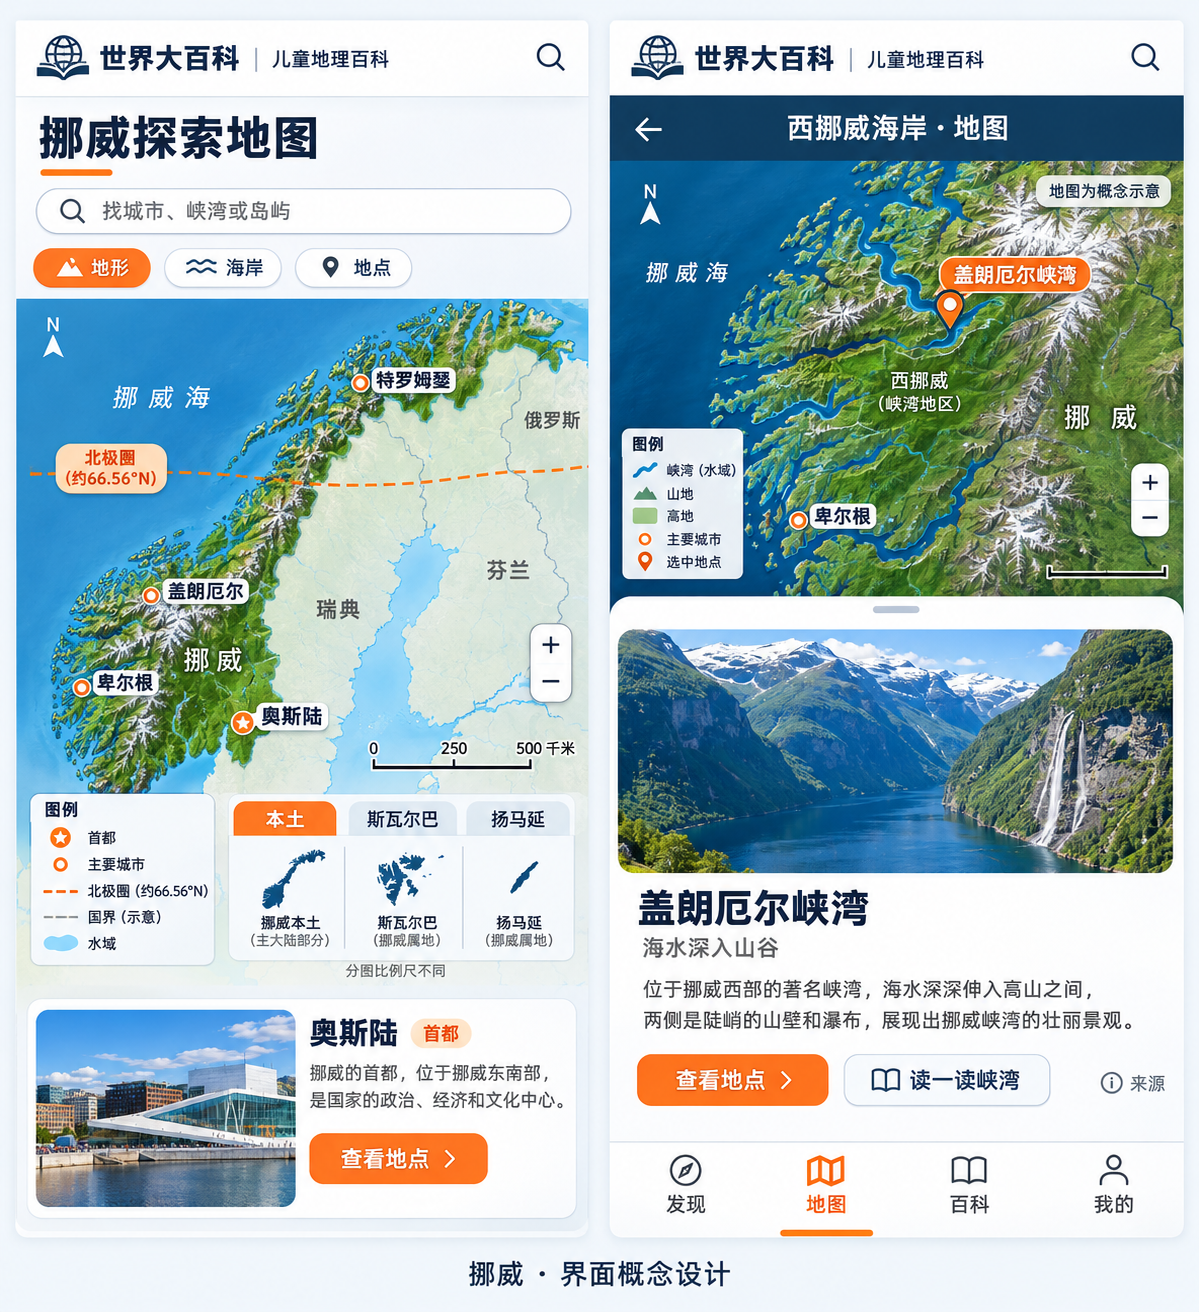 世界大百科 | 儿童地理百科
挪威探索地图
找城市、峡湾或岛屿
地形
海岸
地点
N
挪威海
特罗姆瑟
俄罗斯
北极圈
(约66.56°N)
芬兰
盖朗厄尔
瑞典
挪威
卑尔根
奥斯陆
+
−
0 250 500 千米
图例
首都
主要城市
北极圈 (约66.56°N)
国界 (示意)
水域
本土
斯瓦尔巴
扬马延
挪威本土
(主大陆部分)
斯瓦尔巴
(挪威属地)
扬马延
(挪威属地)
分图比例尺不同
奥斯陆 首都
挪威的首都，位于挪威东南部，
是国家的政治、经济和文化中心。
查看地点
世界大百科 | 儿童地理百科
西挪威海岸·地图
N
地图为概念示意
挪威海
盖朗厄尔峡湾
西挪威
(峡湾地区)
挪威
图例
峡湾 (水域)
山地
高地
主要城市
选中地点
卑尔根
+
−
盖朗厄尔峡湾
海水深入山谷
位于挪威西部的著名峡湾，海水深深伸入高山之间，
两侧是陡峭的山壁和瀑布，展现出挪威峡湾的壮丽景观。
查看地点
读一读峡湾
来源
发现
地图
百科
我的
挪威 · 界面概念设计